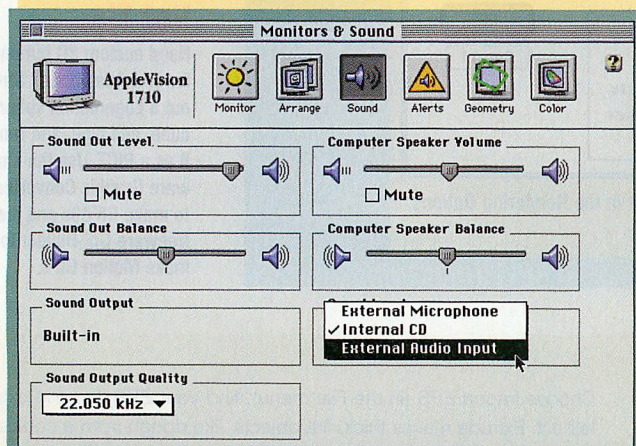 Monitors & Sound
AppleVision
1710
Monitor
Arrange
Sound
Alerts
Geometry
Color
?
Sound Out Level
Computer Speaker Volume
Mute
Mute
Sound Out Balance
Computer Speaker Balance
Sound Output
Built-in
External Microphone
✓Internal CD
External Audio Input
Sound Output Quality
22.050 kHz